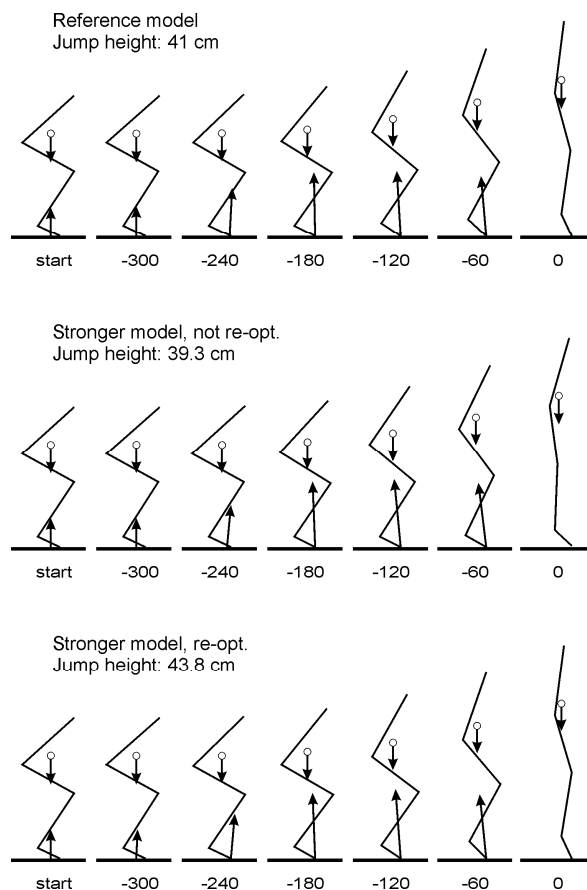 Reference model
Jump height: 41 cm
start -300 -240 -180 -120 -60 0
Stronger model, not re-opt.
Jump height: 39.3 cm
start -300 -240 -180 -120 -60 0
Stronger model, re-opt.
Jump height: 43.8 cm
start -300 -240 -180 -120 -60 0